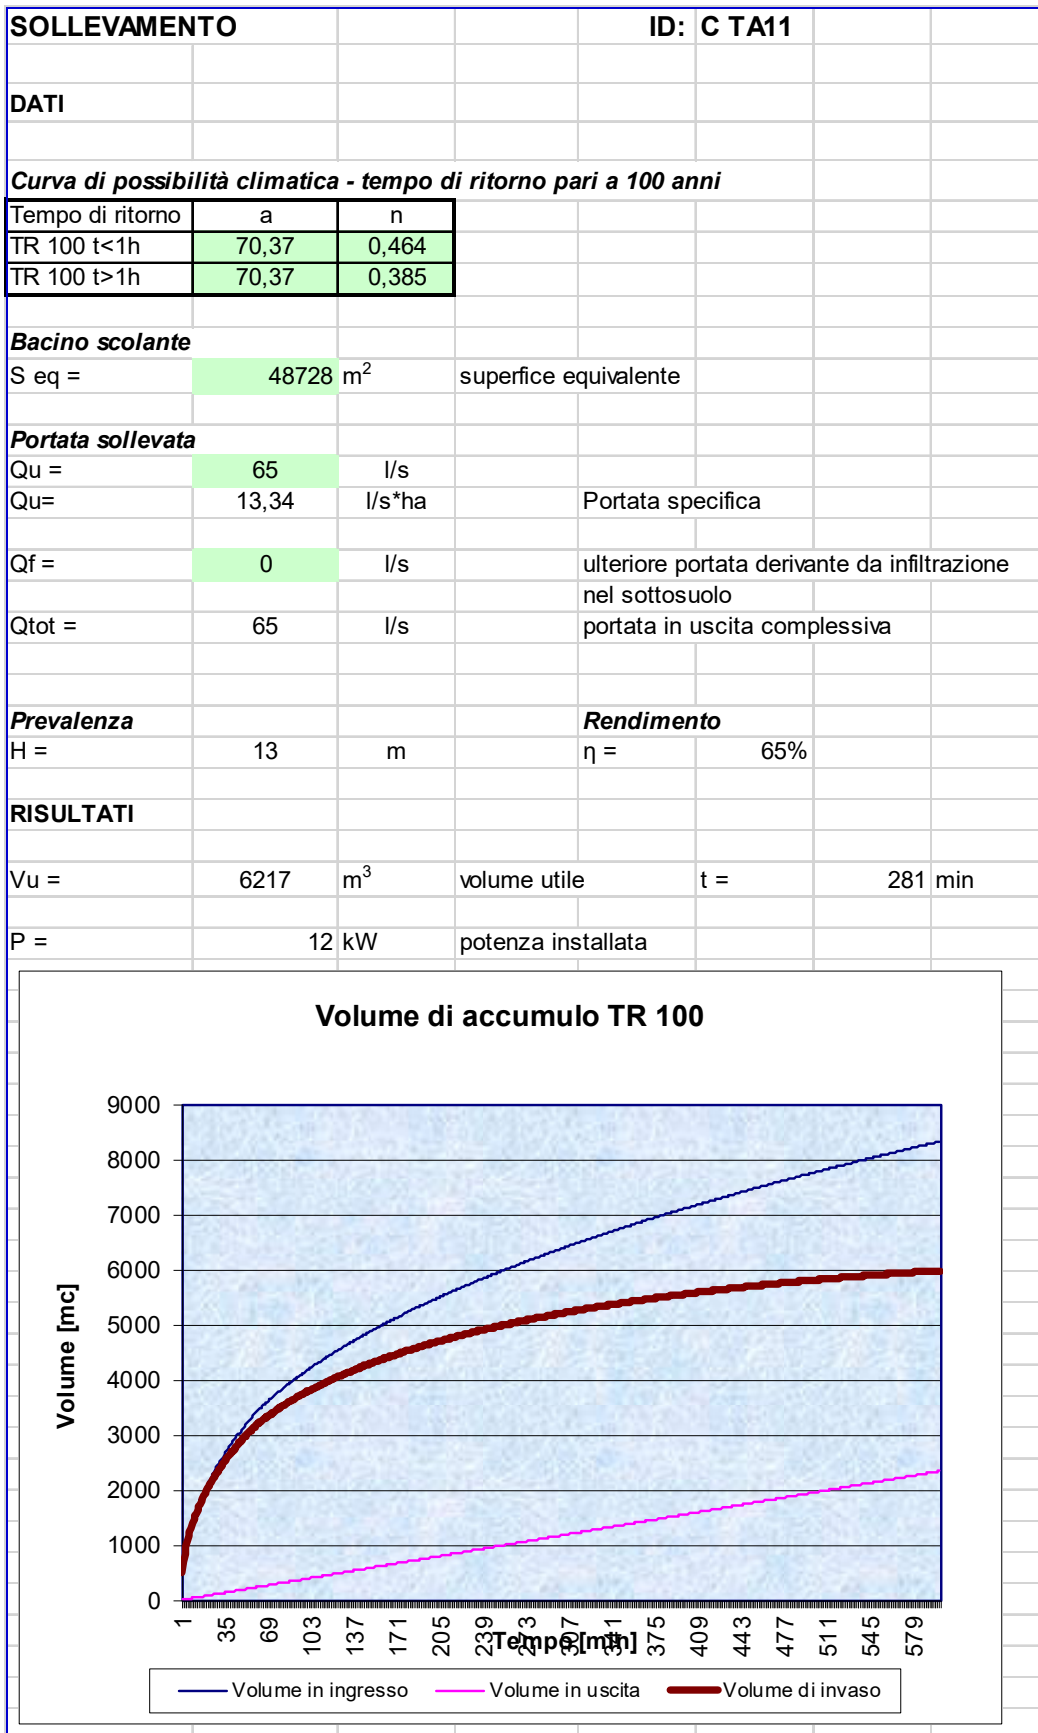 SOLLEVAMENTO ID: C TA11
DATI
Curva di possibilità climatica - tempo di ritorno pari a 100 anni
Tempo di ritorno a n
TR 100 t<1h 70,37 0,464
TR 100 t>1h 70,37 0,385
Bacino scolante
S eq = 48728 m² superfice equivalente
Portata sollevata
Qu = 65 l/s
Qu= 13,34 l/s*ha Portata specifica
Qf = 0 l/s ulteriore portata derivante da infiltrazione
nel sottosuolo
Qtot = 65 l/s portata in uscita complessiva
Prevalenza Rendimento
H = 13 m η = 65%
RISULTATI
Vu = 6217 m³ volume utile t = 281 min
P = 12 kW potenza installata
Volume di accumulo TR 100
9000
8000
7000
6000
5000
4000
3000
2000
1000
0
Volume [mc]
1 35 69 103 137 171 205 239 273 307 341 375 409 443 477 511 545 579
Tempo [min]
Volume in ingresso Volume in uscita Volume di invaso